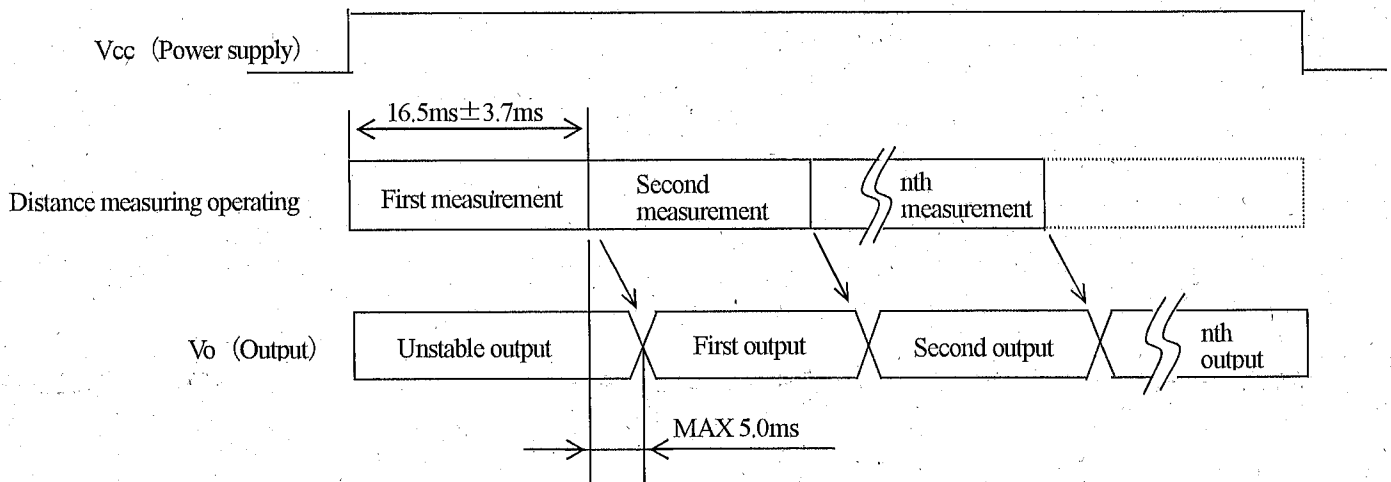 Vcc (Power supply)
16.5ms±3.7ms
Distance measuring operating
First measurement
Second
measurement
nth
measurement
Vo (Output)
Unstable output
First output
Second output
nth
output
MAX 5.0ms